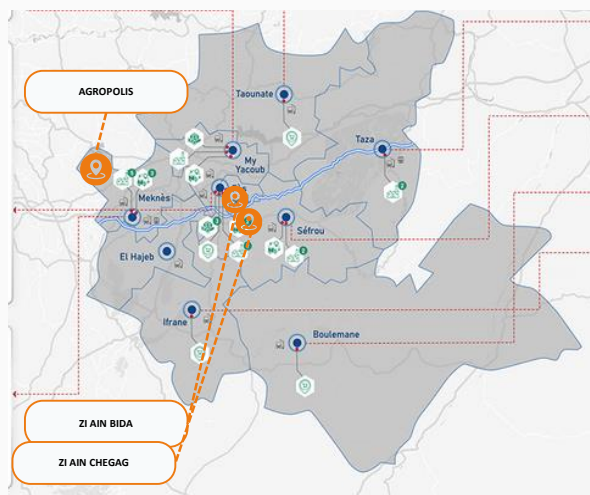 AGROPOLIS
Taounate
Taza
My
Yacoub
Meknès
Séfrou
El Hajeb
Ifrane
Boulemane
ZI AIN BIDA
ZI AIN CHEGAG